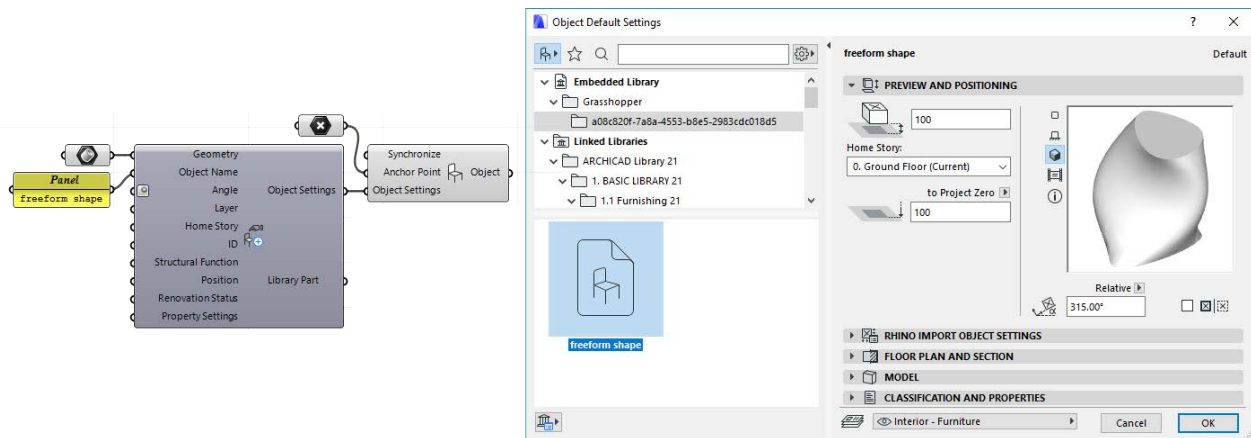 Geometry
Object Name
Angle
Layer
Home Story
ID
Structural Function
Position
Renovation Status
Property Settings
Object Settings
Library Part
Panel
freeform shape
Synchronize
Anchor Point
Object Settings
Object
Object Default Settings
?
Embedded Library
Grasshopper
a08c820f-7a8a-4553-b8e5-2983cdc018d5
Linked Libraries
ARCHICAD Library 21
1. BASIC LIBRARY 21
1.1 Furnishing 21
freeform shape
freeform shape
Default
PREVIEW AND POSITIONING
100
Home Story:
0. Ground Floor (Current)
to Project Zero
100
Relative
α
315.00°
RHINO IMPORT OBJECT SETTINGS
FLOOR PLAN AND SECTION
MODEL
CLASSIFICATION AND PROPERTIES
Interior - Furniture
Cancel
OK